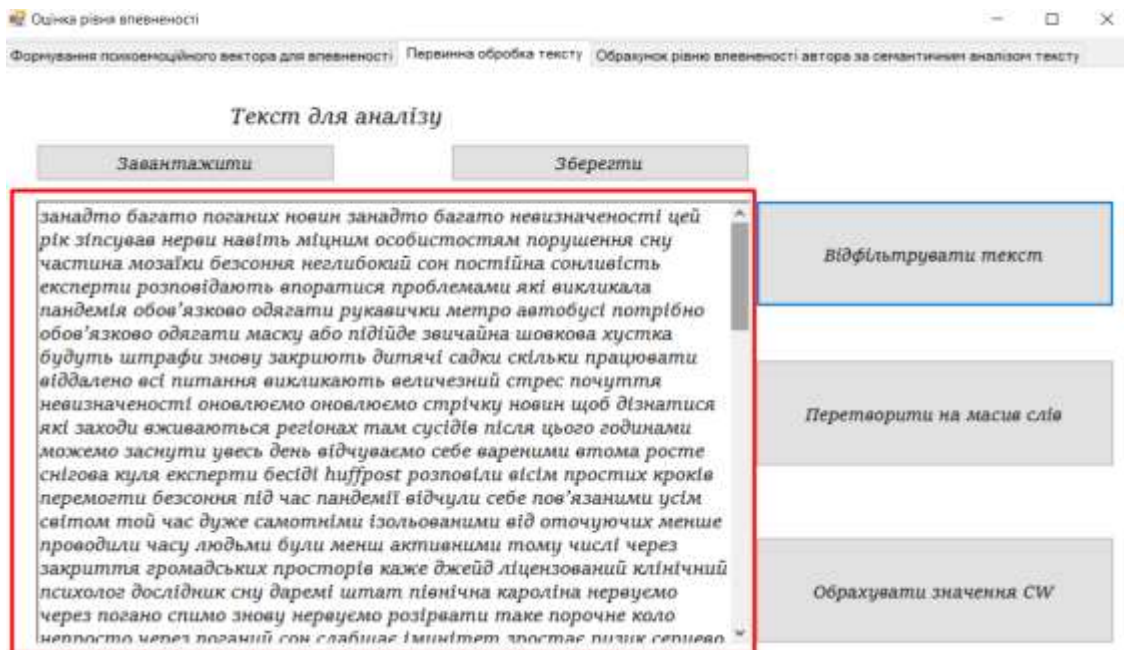 Оцінка рівня впевненості
Формування психоемоційного вектора для впевненості Первинна обробка тексту Обрахунок рівню впевненості автора за семантичним аналізом тексту
Текст для аналізу
Завантажити Зберегти
занадто багато поганих новин занадто багато невизначеності цей
рік зіпсував нерви навіть міцним особистостям порушення сну
частина мозаїки безсоння неглибокий сон постійна сонливість
експерти розповідають впоратися проблемами які викликала
пандемія обов’язково одягати рукавички метро автобусі потрібно
обов’язково одягати маску або підійде звичайна шовкова хустка
будуть штрафи знову закриють дитячі садки скільки працювати
віддалено всі питання викликають величезний стрес почуття
невизначеності оновлюємо оновлюємо стрічку новин щоб дізнатися
які заходи вживаються регіонах там сусідів після цього годинами
можемо заснути увесь день відчуваємо себе вареними втома росте
снігова куля експерти бесіді huffpost розповіли вісім простих кроків
перемогти безсоння під час пандемії відчули себе пов’язаними усім
світом той час дуже самотніми ізольованими від оточуючих менше
проводили часу людьми були менш активними тому числі через
закриття громадських просторів каже джейд ліцензований клінічний
психолог дослідник сну даремі штат північна кароліна нервуємо
через погано спимо знову нервуємо розірвати таке порочне коло
непросто через поганий сон слабшає імунітет зростає ризик серцево
Відфільтрувати текст
Перетворити на масив слів
Обрахувати значення CW